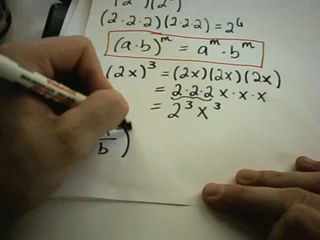 (2·2·2)(2·2·2) = 2⁶
(a·b)ᵐ = aᵐ·bᵐ
(2x)³ = (2x)(2x)(2x)
= 2·2·2 x·x·x
= 2³x³
b)